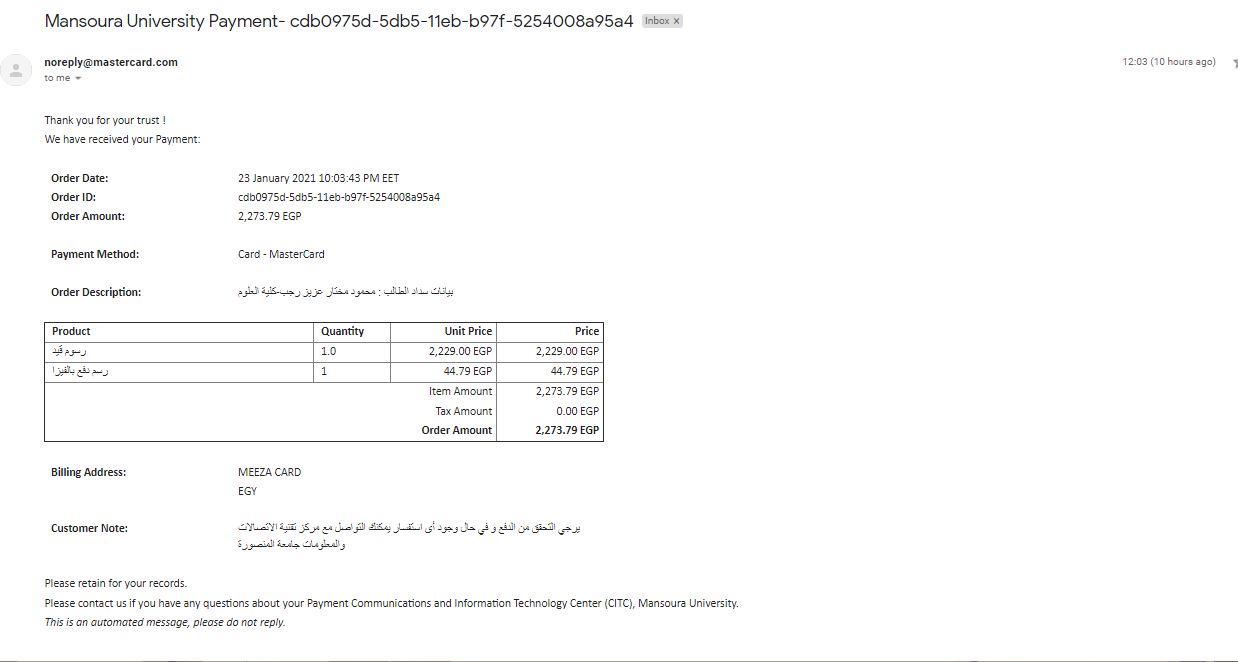 Mansoura University Payment- cdb0975d-5db5-11eb-b97f-5254008a95a4 Inbox x
noreply@mastercard.com 12:03 (10 hours ago)
to me
Thank you for your trust !
We have received your Payment:
Order Date: 23 January 2021 10:03:43 PM EET
Order ID: cdb0975d-5db5-11eb-b97f-5254008a95a4
Order Amount: 2,273.79 EGP
Payment Method: Card - MasterCard
Order Description: بيانات سداد الطالب : محمود مختار عزيز رجب-كلية العلوم
Product Quantity Unit Price Price
رسوم قيد 1.0 2,229.00 EGP 2,229.00 EGP
رسم دفع بالفيزا 1 44.79 EGP 44.79 EGP
Item Amount 2,273.79 EGP
Tax Amount 0.00 EGP
Order Amount 2,273.79 EGP
Billing Address: MEEZA CARD
EGY
Customer Note: يرجي التحقق من الدفع و في حال وجود أى استفسار يمكنك التواصل مع مركز تقنية الاتصالات
والمعلومات جامعة المنصورة
Please retain for your records.
Please contact us if you have any questions about your Payment Communications and Information Technology Center (CITC), Mansoura University.
This is an automated message, please do not reply.